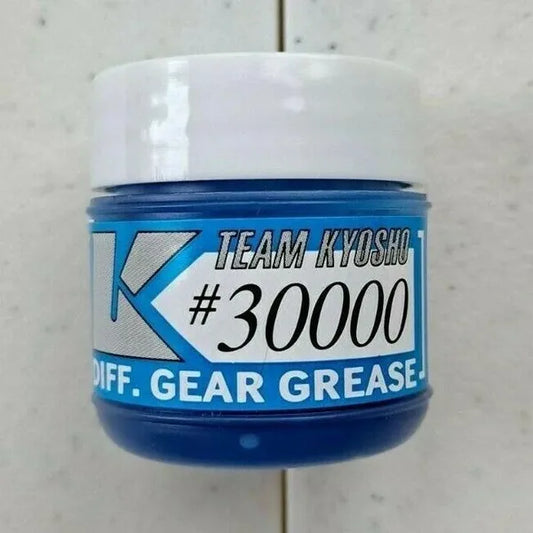 K
TEAM KYOSHO
#30000
DIFF. GEAR GREASE